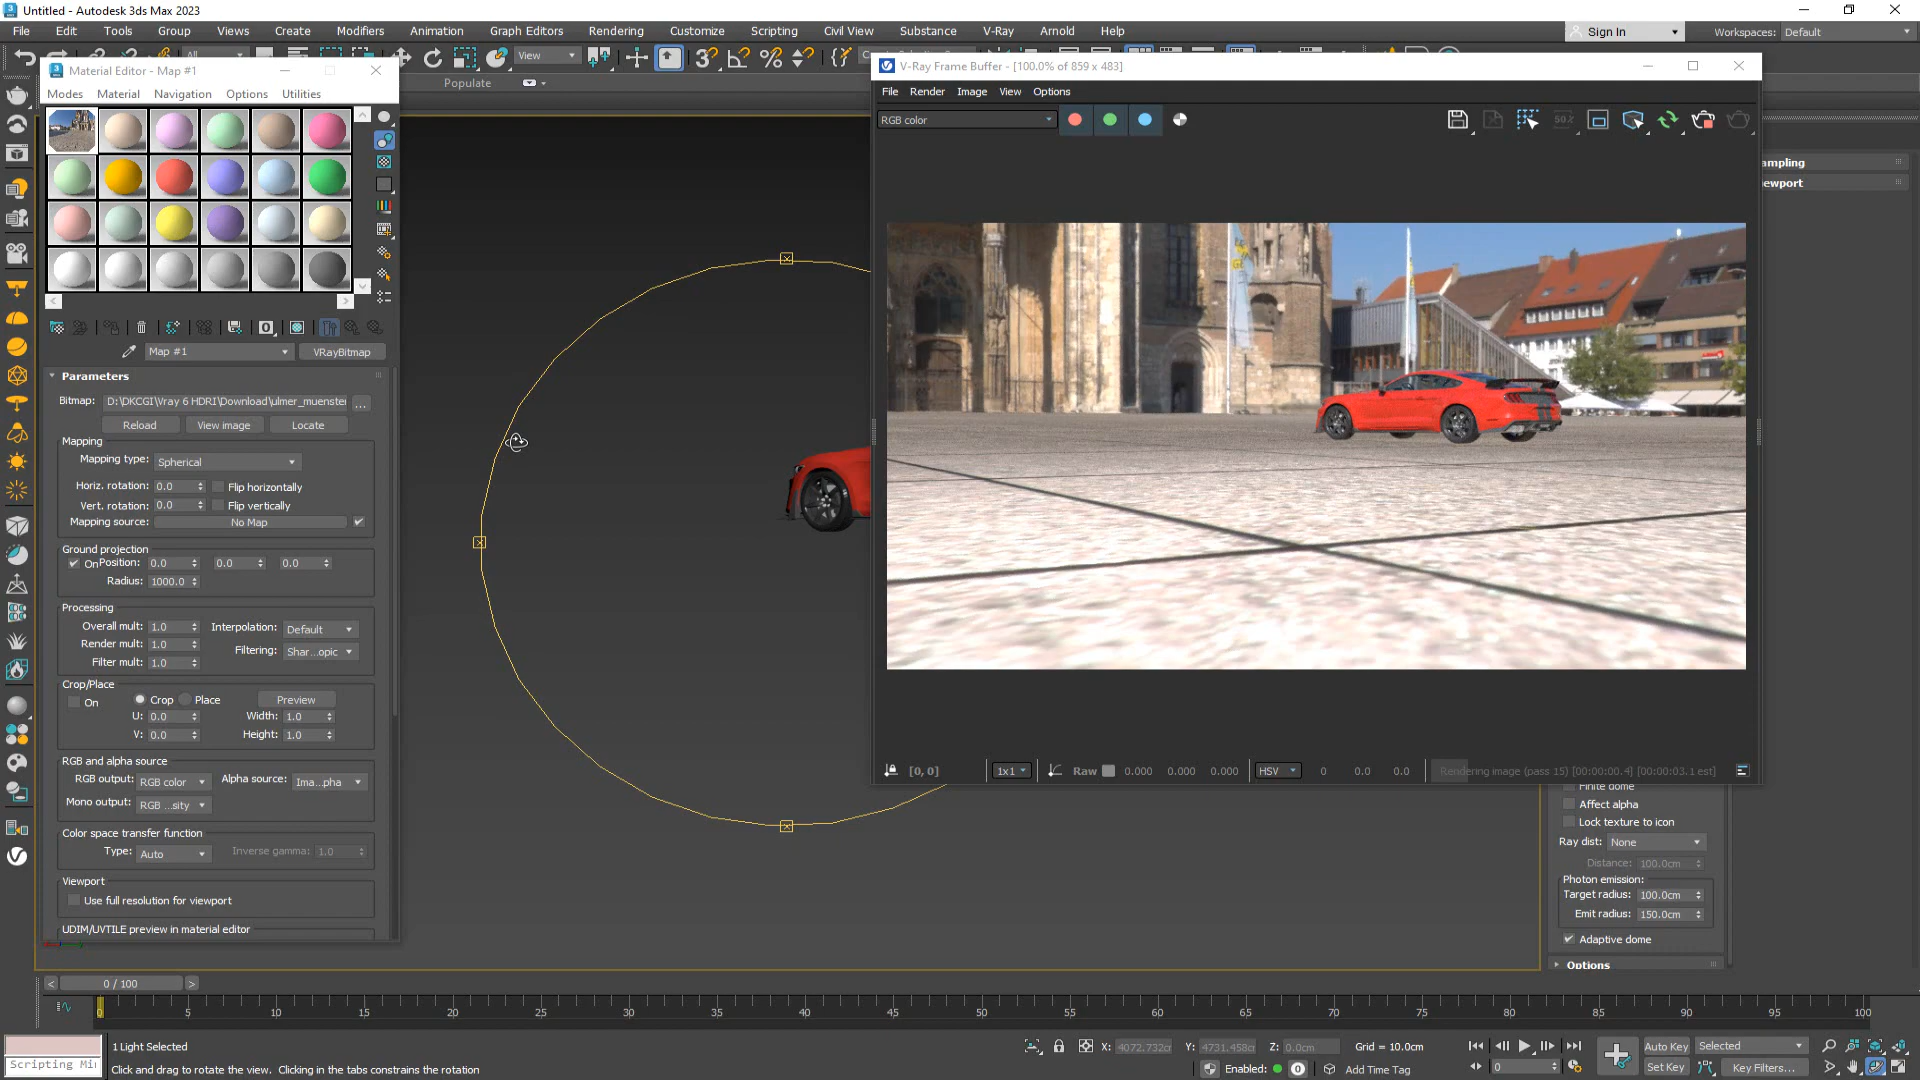 Untitled - Autodesk 3ds Max 2023
File Edit Tools Group Views Create Modifiers Animation Graph Editors Rendering Customize Scripting Civil View Substance V-Ray Arnold Help
Sign In
Workspaces: Default
All
View
Populate
Material Editor - Map #1
Modes Material Navigation Options Utilities
Map #1
VRayBitmap
Parameters
Bitmap: D:\DKCGI\Vray 6 HDRI\Download\ulmer_muenster ...
Reload View image Locate
Mapping
Mapping type: Spherical
Horiz. rotation: 0.0 Flip horizontally
Vert. rotation: 0.0 Flip vertically
Mapping source: No Map
Ground projection
On Position: 0.0 0.0 0.0
Radius: 1000.0
Processing
Overall mult: 1.0 Interpolation: Default
Render mult: 1.0
Filtering: Shar...opic
Filter mult: 1.0
Crop/Place
On Crop Place Preview
U: 0.0 Width: 1.0
V: 0.0 Height: 1.0
RGB and alpha source
RGB output: RGB color Alpha source: Ima...pha
Mono output: RGB ...sity
Color space transfer function
Type: Auto Inverse gamma: 1.0
Viewport
Use full resolution for viewport
UDIM/UVTILE preview in material editor
V-Ray Frame Buffer - [100.0% of 859 x 483]
File Render Image View Options
RGB color
[0, 0] 1x1 Raw 0.000 0.000 0.000 HSV 0 0.0 0.0 Rendering image (pass 15) [00:00:00.4] [00:00:03.1 est]
ampling
ewport
Finite dome
Affect alpha
Lock texture to icon
Ray dist: None
Distance: 100.0cm
Photon emission:
Target radius: 100.0cm
Emit radius: 150.0cm
Adaptive dome
Options
< 0 / 100 >
0 5 10 15 20 25 30 35 40 45 50 55 60 65 70 75 80 85 90 95 100
1 Light Selected
X: 4072.732cm Y: 4731.458cm Z: 0.0cm Grid = 10.0cm
Auto Key Selected
Scripting Mi
Click and drag to rotate the view. Clicking in the tabs constrains the rotation
Enabled: 0 Add Time Tag
0
Set Key Key Filters...